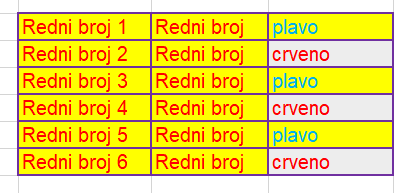 Redni broj 1 Redni broj plavo
Redni broj 2 Redni broj crveno
Redni broj 3 Redni broj plavo
Redni broj 4 Redni broj crveno
Redni broj 5 Redni broj plavo
Redni broj 6 Redni broj crveno